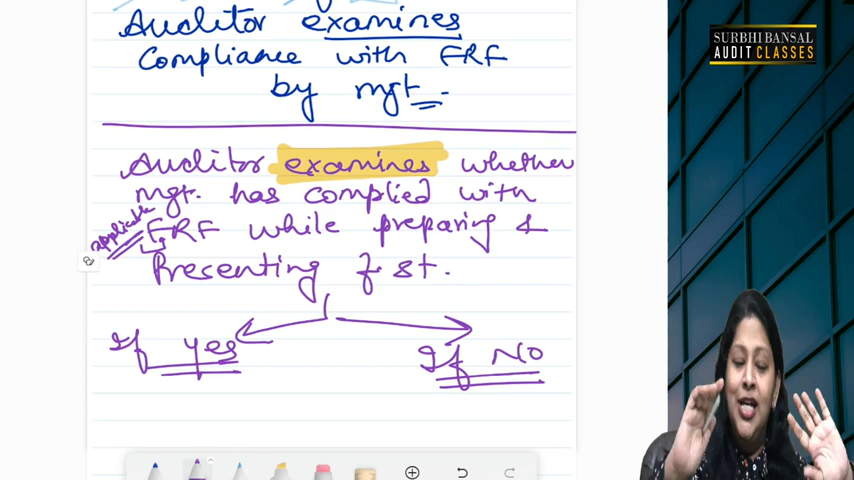 Auditor examines
Compliance with FRF
by mgt.
Auditor examines whether
mgt. has complied with
applicable
FRF while preparing &
Presenting f. st.
If yes
If No
SURBHI BANSAL
AUDIT CLASSES